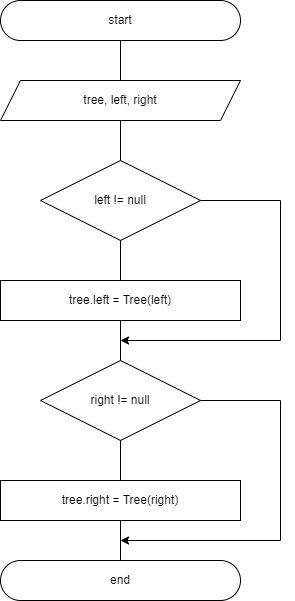 start
tree, left, right
left != null
tree.left = Tree(left)
right != null
tree.right = Tree(right)
end